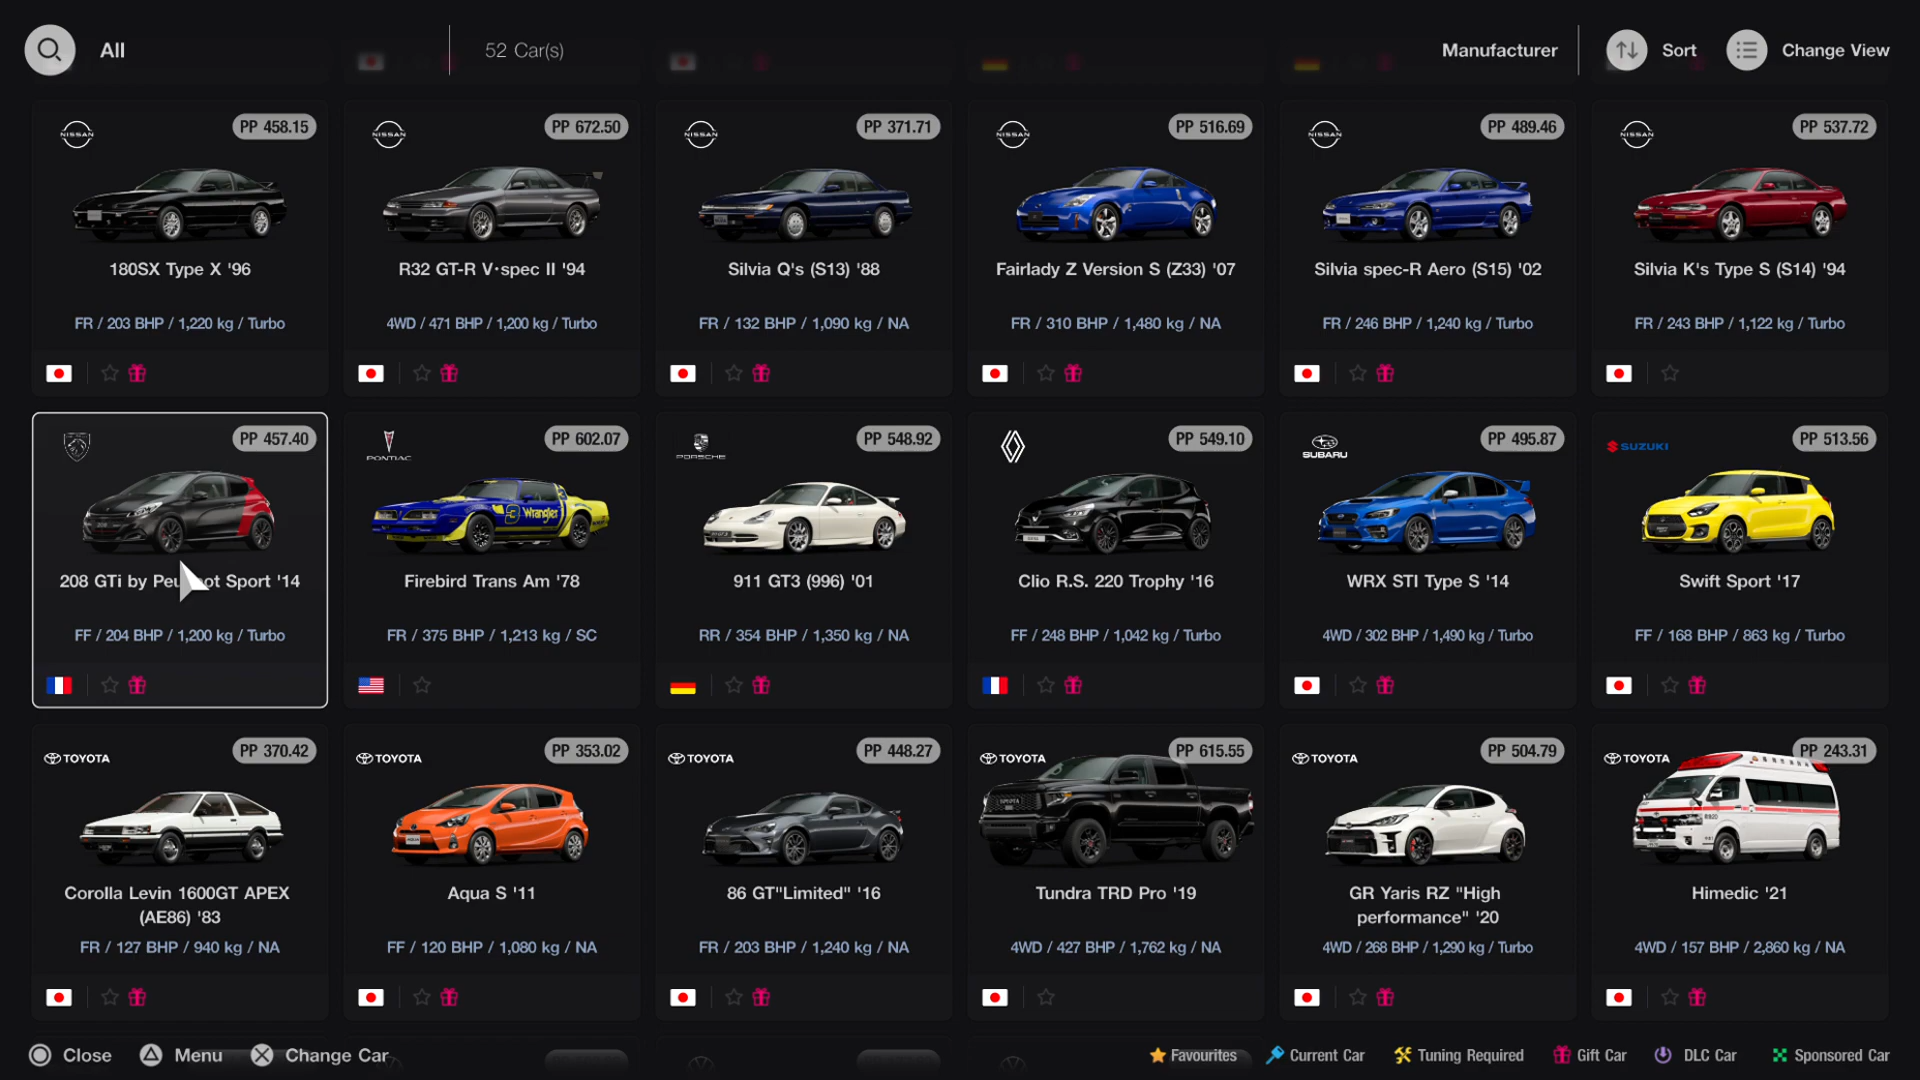 All
52 Car(s)
Manufacturer
Sort
Change View
NISSAN
PP 458.15
180SX Type X '96
FR / 203 BHP / 1,220 kg / Turbo
NISSAN
PP 672.50
R32 GT-R V・spec II '94
4WD / 471 BHP / 1,200 kg / Turbo
NISSAN
PP 371.71
Silvia Q's (S13) '88
FR / 132 BHP / 1,090 kg / NA
NISSAN
PP 516.69
Fairlady Z Version S (Z33) '07
FR / 310 BHP / 1,480 kg / NA
NISSAN
PP 489.46
Silvia spec-R Aero (S15) '02
FR / 246 BHP / 1,240 kg / Turbo
NISSAN
PP 537.72
Silvia K's Type S (S14) '94
FR / 243 BHP / 1,122 kg / Turbo
PP 457.40
208 GTi by Peugeot Sport '14
FF / 204 BHP / 1,200 kg / Turbo
PONTIAC
PP 602.07
3 Wrangler
Firebird Trans Am '78
FR / 375 BHP / 1,213 kg / SC
PORSCHE
PP 548.92
911 GT3 (996) '01
RR / 354 BHP / 1,350 kg / NA
PP 549.10
Clio R.S. 220 Trophy '16
FF / 248 BHP / 1,042 kg / Turbo
SUBARU
PP 495.87
WRX STI Type S '14
4WD / 302 BHP / 1,490 kg / Turbo
SUZUKI
PP 513.56
Swift Sport '17
FF / 168 BHP / 863 kg / Turbo
TOYOTA
PP 370.42
Corolla Levin 1600GT APEX
(AE86) '83
FR / 127 BHP / 940 kg / NA
TOYOTA
PP 353.02
Aqua S '11
FF / 120 BHP / 1,080 kg / NA
TOYOTA
PP 448.27
86 GT"Limited" '16
FR / 203 BHP / 1,240 kg / NA
TOYOTA
PP 615.55
Tundra TRD Pro '19
4WD / 427 BHP / 1,762 kg / NA
TOYOTA
PP 504.79
GR Yaris RZ "High
performance" '20
4WD / 268 BHP / 1,290 kg / Turbo
TOYOTA
PP 243.31
Himedic '21
4WD / 157 BHP / 2,860 kg / NA
Close
Menu
Change Car
Favourites
Current Car
Tuning Required
Gift Car
DLC Car
Sponsored Car